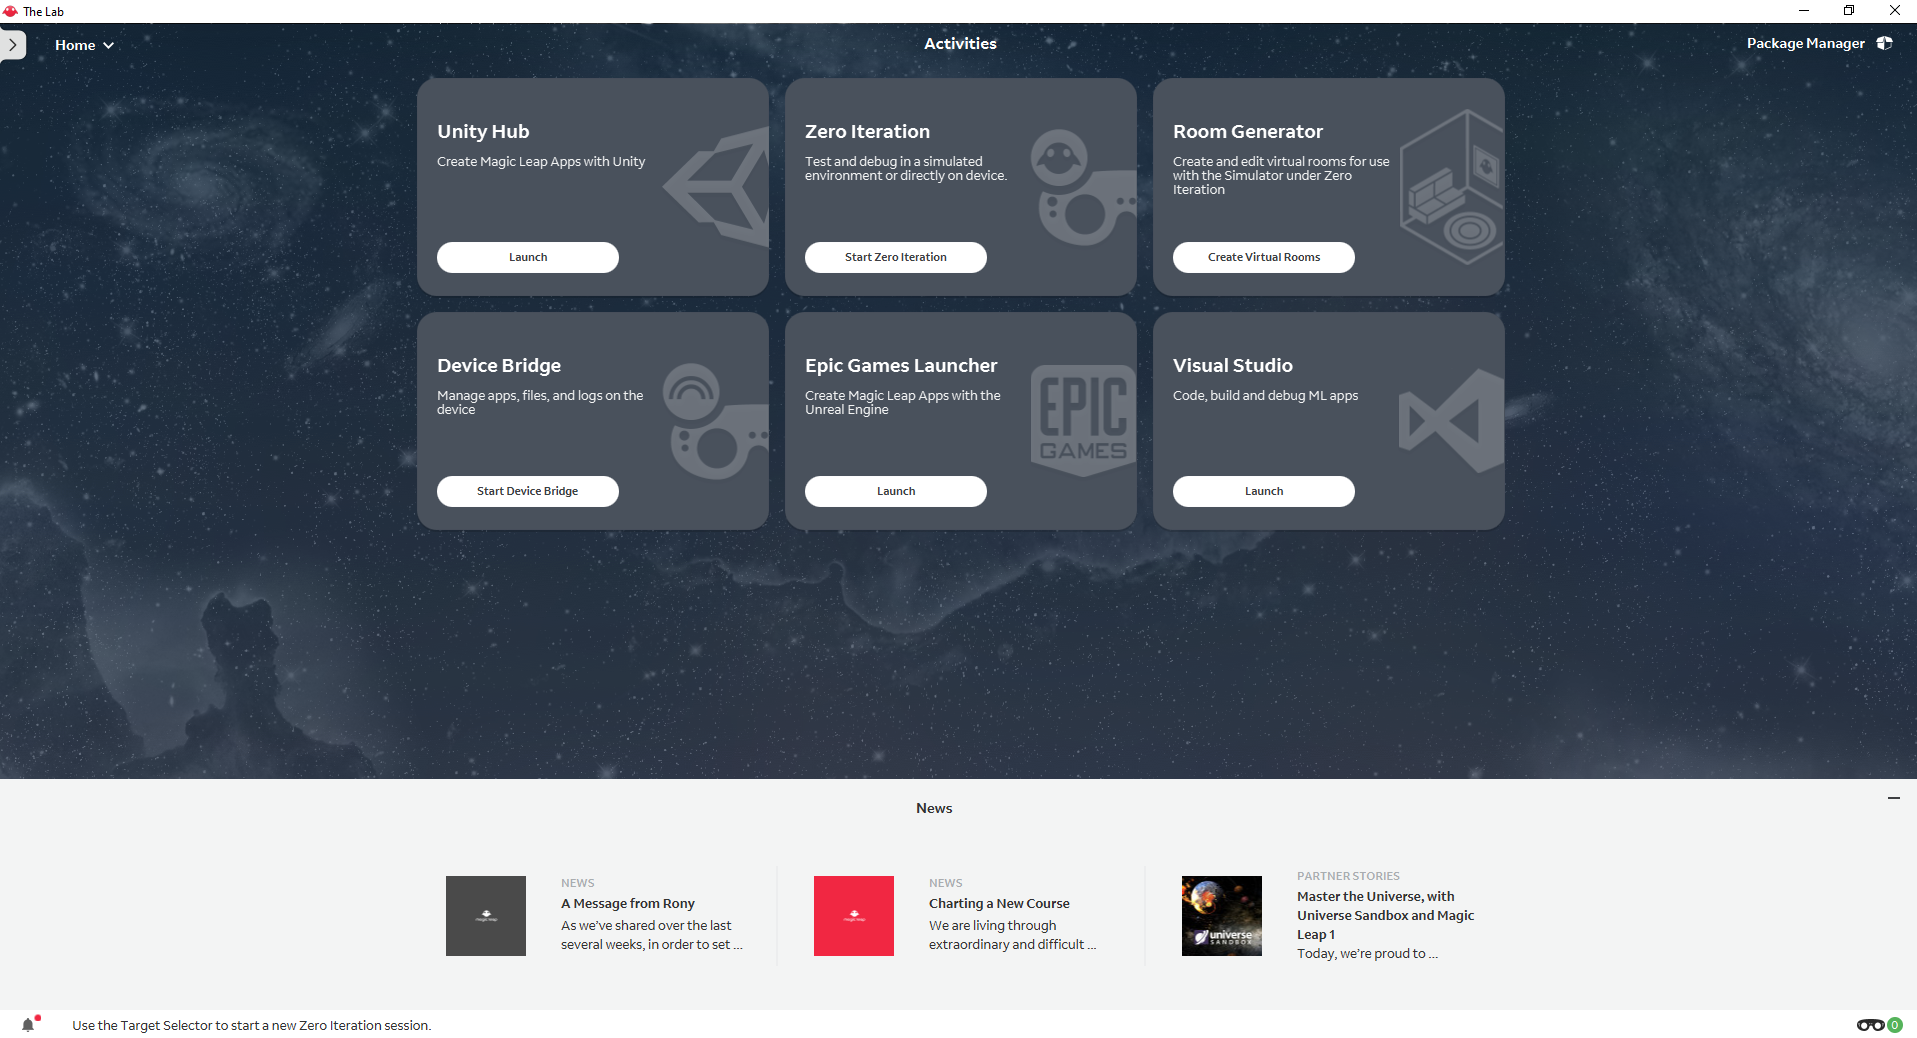 The Lab
Home
Activities
Package Manager
Unity Hub
Create Magic Leap Apps with Unity
Launch
Zero Iteration
Test and debug in a simulated
environment or directly on device.
Start Zero Iteration
Room Generator
Create and edit virtual rooms for use
with the Simulator under Zero
Iteration
Create Virtual Rooms
Device Bridge
Manage apps, files, and logs on the
device
Start Device Bridge
Epic Games Launcher
Create Magic Leap Apps with the
Unreal Engine
EPIC
GAMES
Launch
Visual Studio
Code, build and debug ML apps
Launch
News
magic leap
NEWS
A Message from Rony
As we’ve shared over the last
several weeks, in order to set ...
magic leap
NEWS
Charting a New Course
We are living through
extraordinary and difficult ...
universe
SANDBOX
PARTNER STORIES
Master the Universe, with
Universe Sandbox and Magic
Leap 1
Today, we’re proud to ...
Use the Target Selector to start a new Zero Iteration session.
0